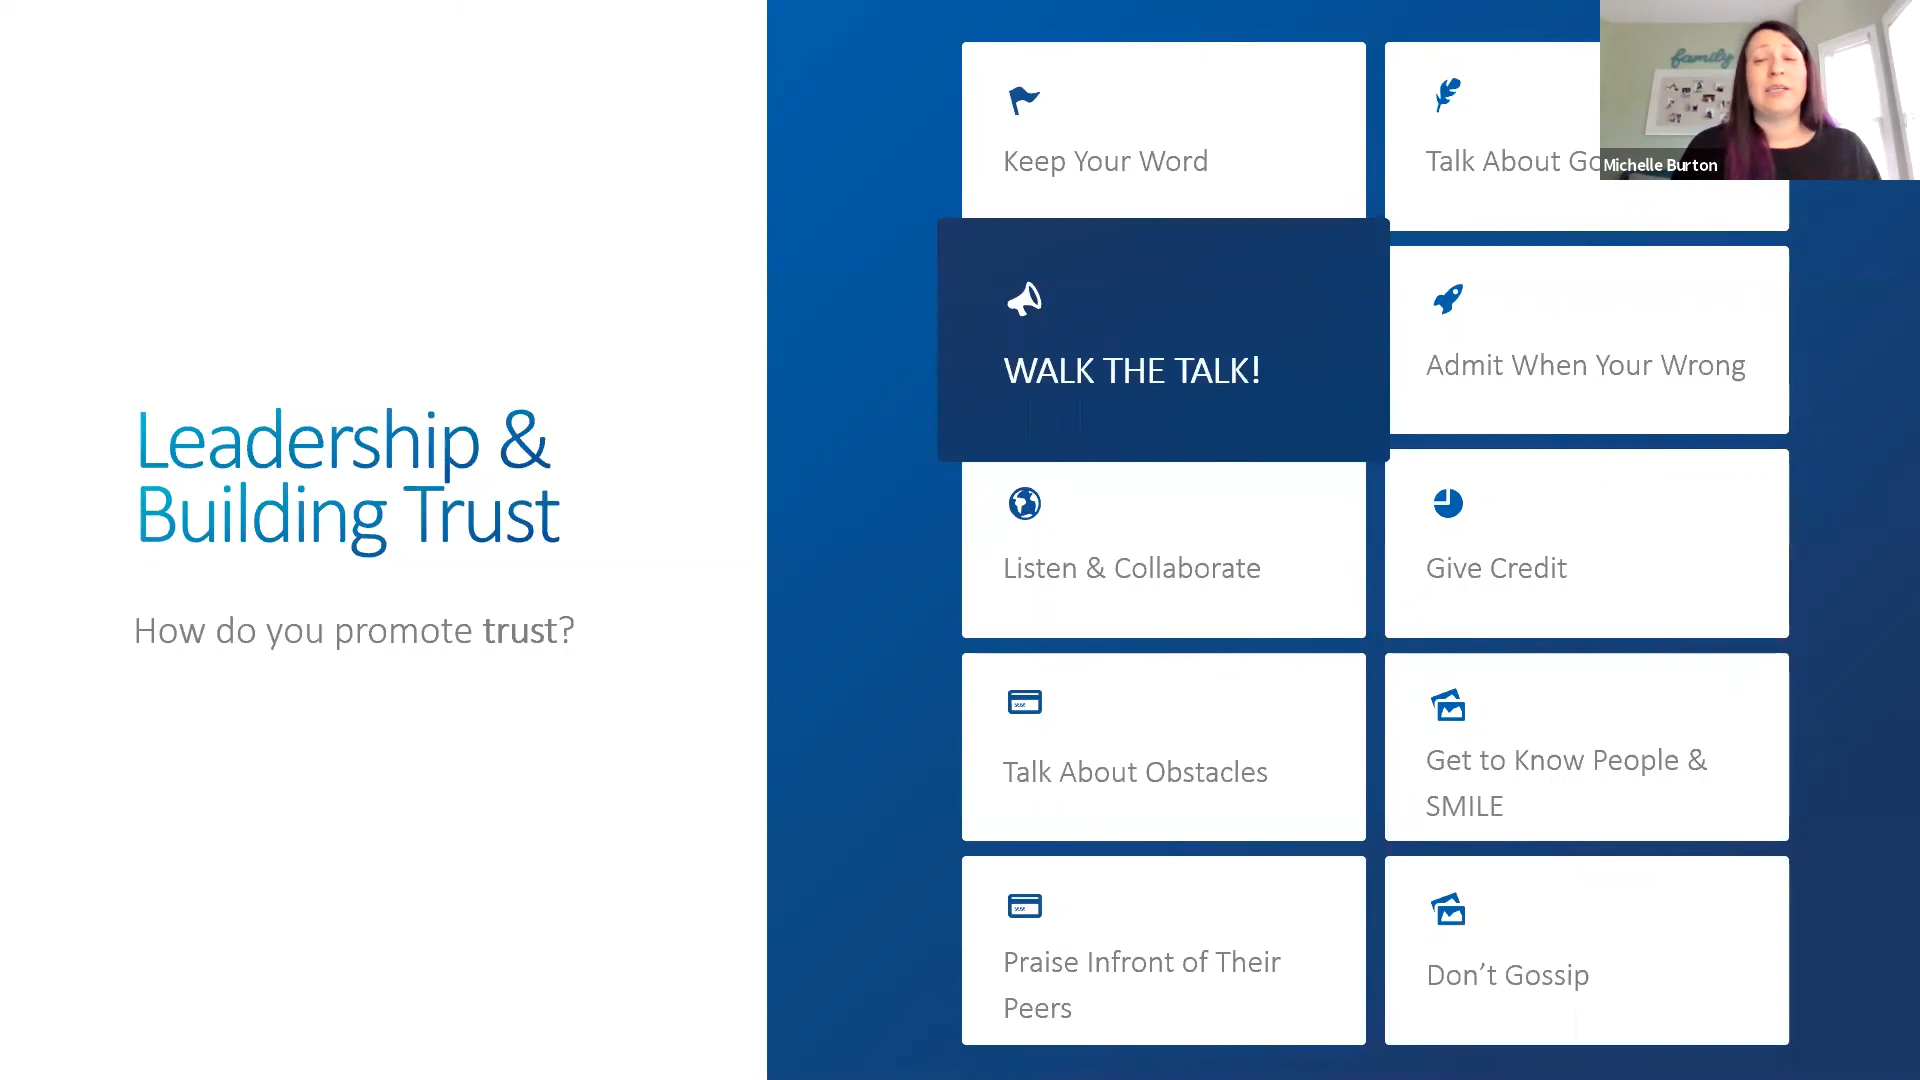 Leadership &
Building Trust
How do you promote trust?
Keep Your Word
Talk About
family
Michelle Burton
WALK THE TALK!
Admit When Your Wrong
Listen & Collaborate
Give Credit
Talk About Obstacles
Get to Know People &
SMILE
Praise Infront of Their
Peers
Don’t Gossip